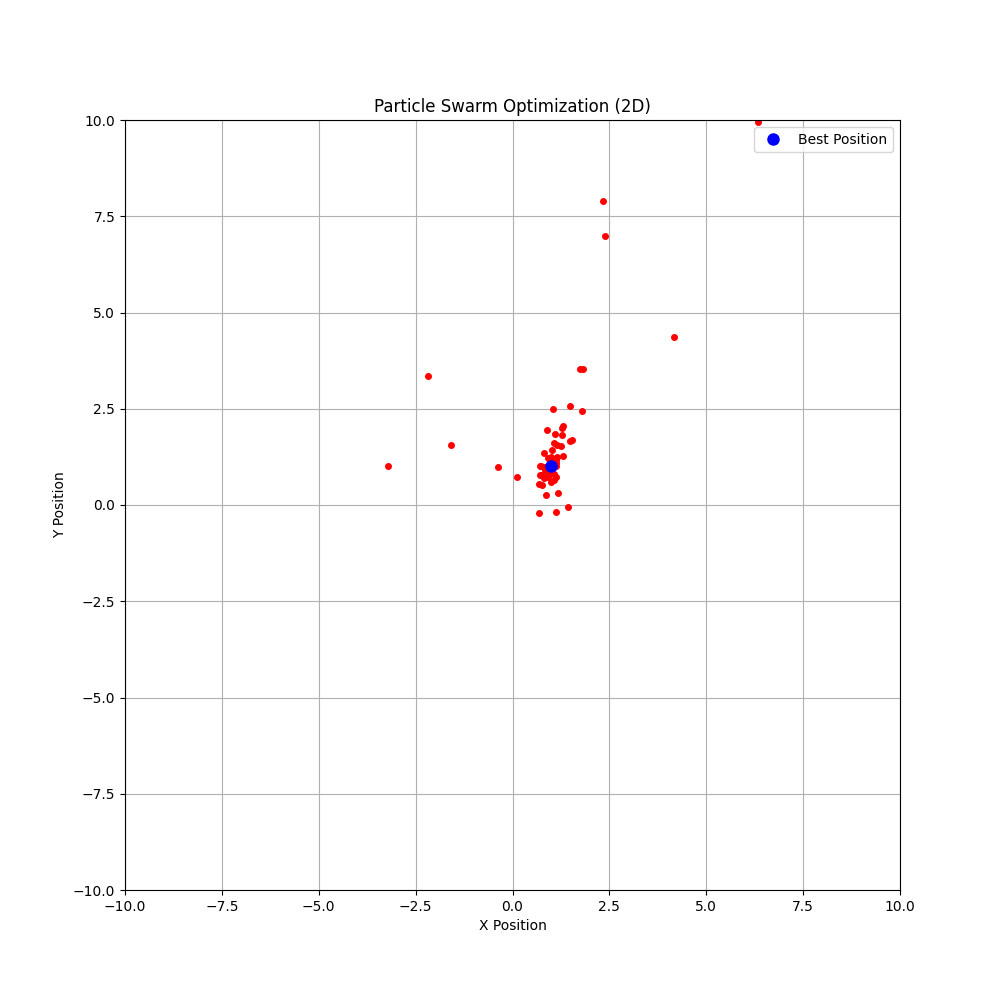 Particle Swarm Optimization (2D)
10.0
Best Position
7.5
5.0
2.5
0.0
−2.5
−5.0
−7.5
−10.0
Y Position
−10.0 −7.5 −5.0 −2.5 0.0 2.5 5.0 7.5 10.0
X Position